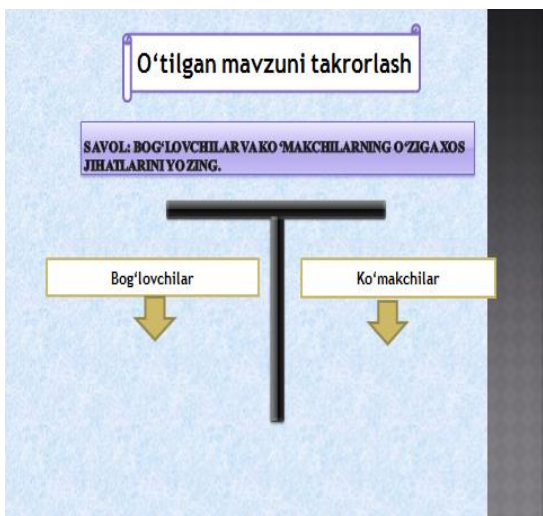 O‘tilgan mavzuni takrorlash
SAVOL: BOG‘LOVCHILAR VA KO‘MAKCHILARNING O‘ZIGA XOS
JIHATLARINI YOZING.
Bog‘lovchilar
Ko‘makchilar